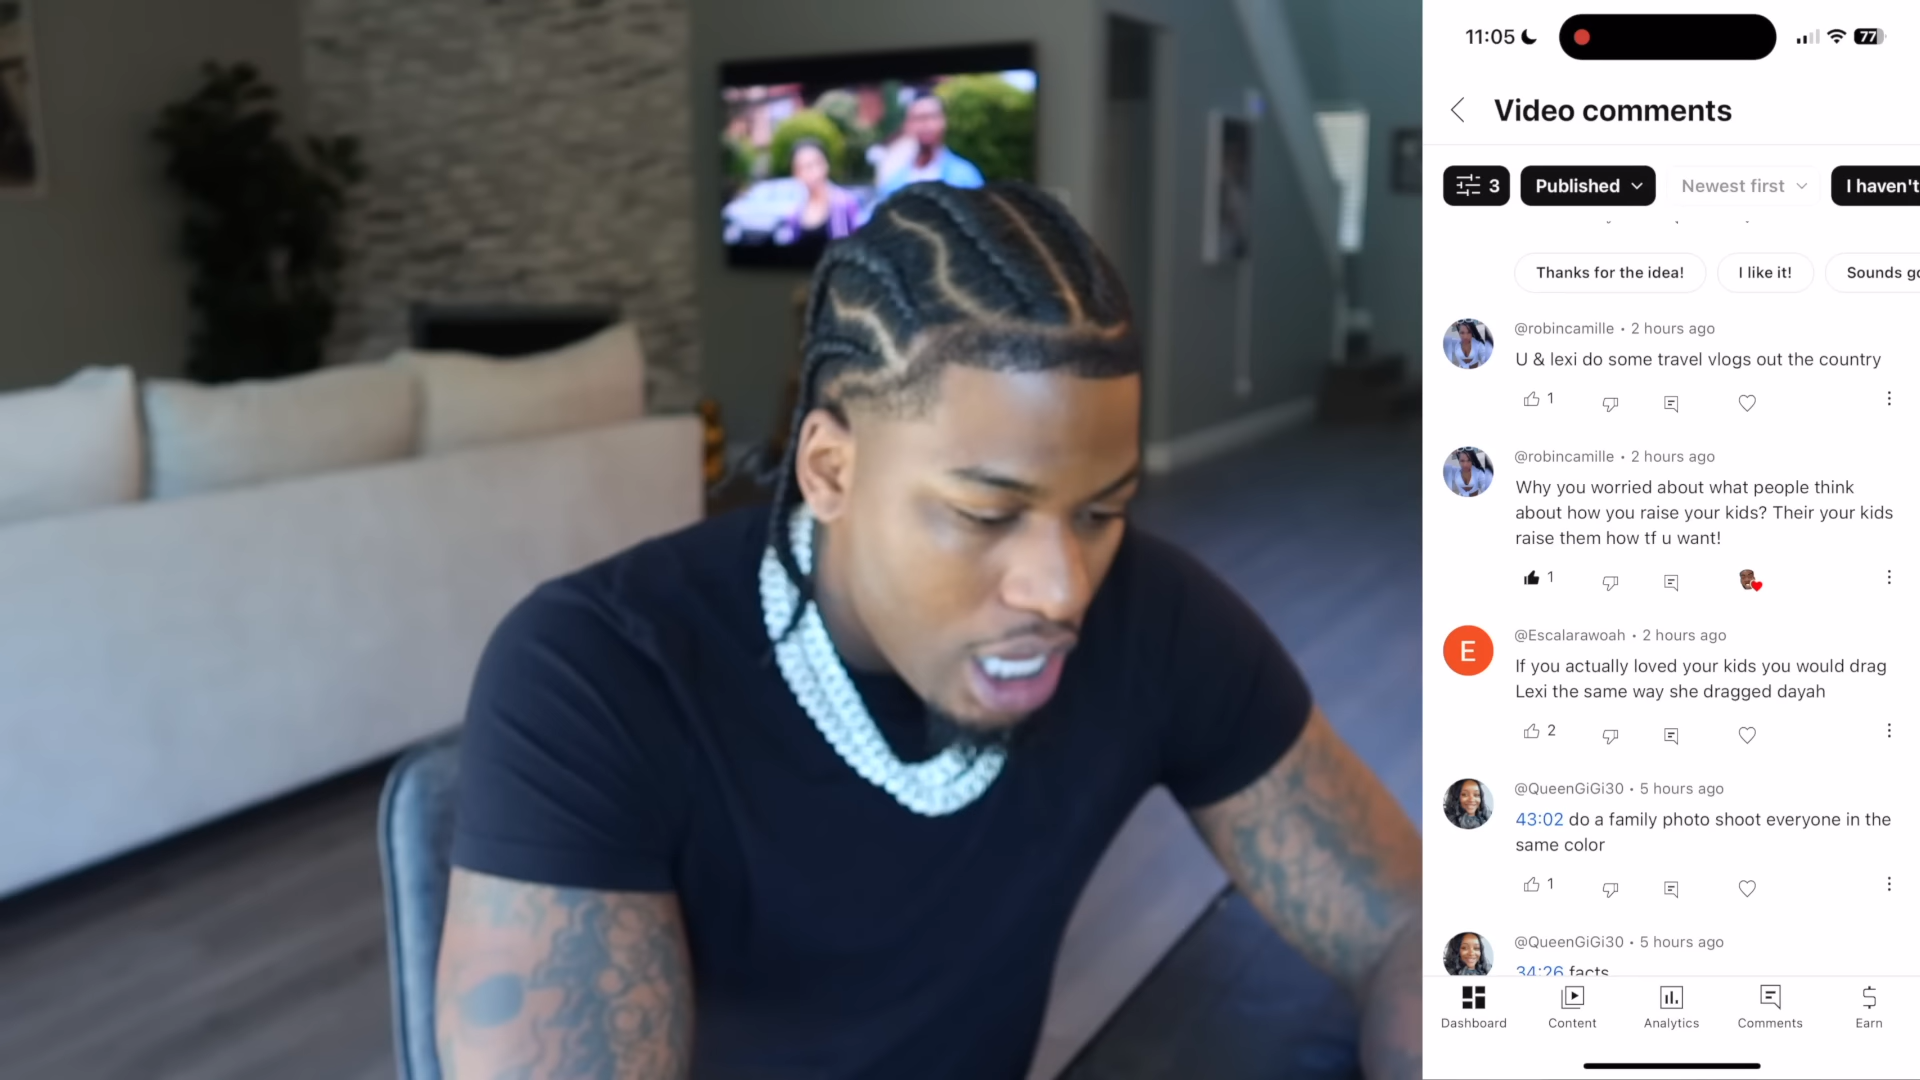 11:05
77
Video comments
3
Published
Newest first
I haven't
Thanks for the idea!
I like it!
Sounds go
@robincamille • 2 hours ago
U & lexi do some travel vlogs out the country
1
@robincamille • 2 hours ago
Why you worried about what people think
about how you raise your kids? Their your kids
raise them how tf u want!
1
E
@Escalarawoah • 2 hours ago
If you actually loved your kids you would drag
Lexi the same way she dragged dayah
2
@QueenGiGi30 • 5 hours ago
43:02 do a family photo shoot everyone in the
same color
1
@QueenGiGi30 • 5 hours ago
34:26 facts
Dashboard
Content
Analytics
Comments
Earn